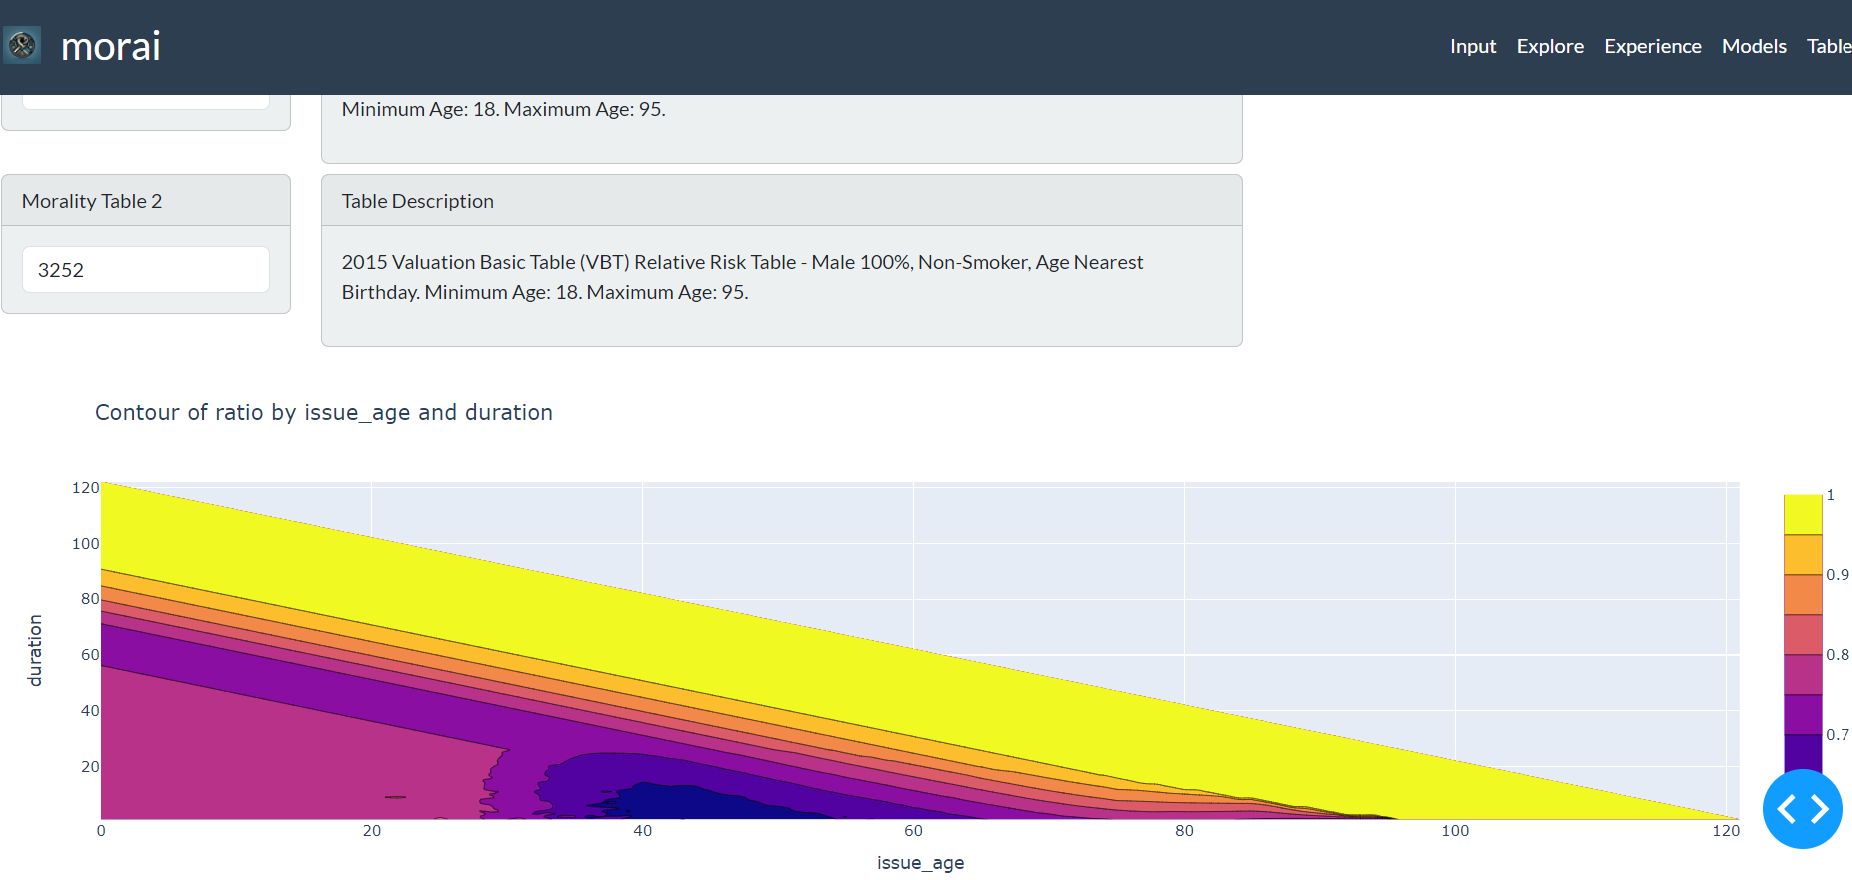 morai
Input Explore Experience Models Table
Minimum Age: 18. Maximum Age: 95.
Morality Table 2
Table Description
3252
2015 Valuation Basic Table (VBT) Relative Risk Table - Male 100%, Non-Smoker, Age Nearest
Birthday. Minimum Age: 18. Maximum Age: 95.
Contour of ratio by issue_age and duration
120
100
80
60
40
20
duration
0 20 40 60 80 100 120
issue_age
1
0.9
0.8
0.7